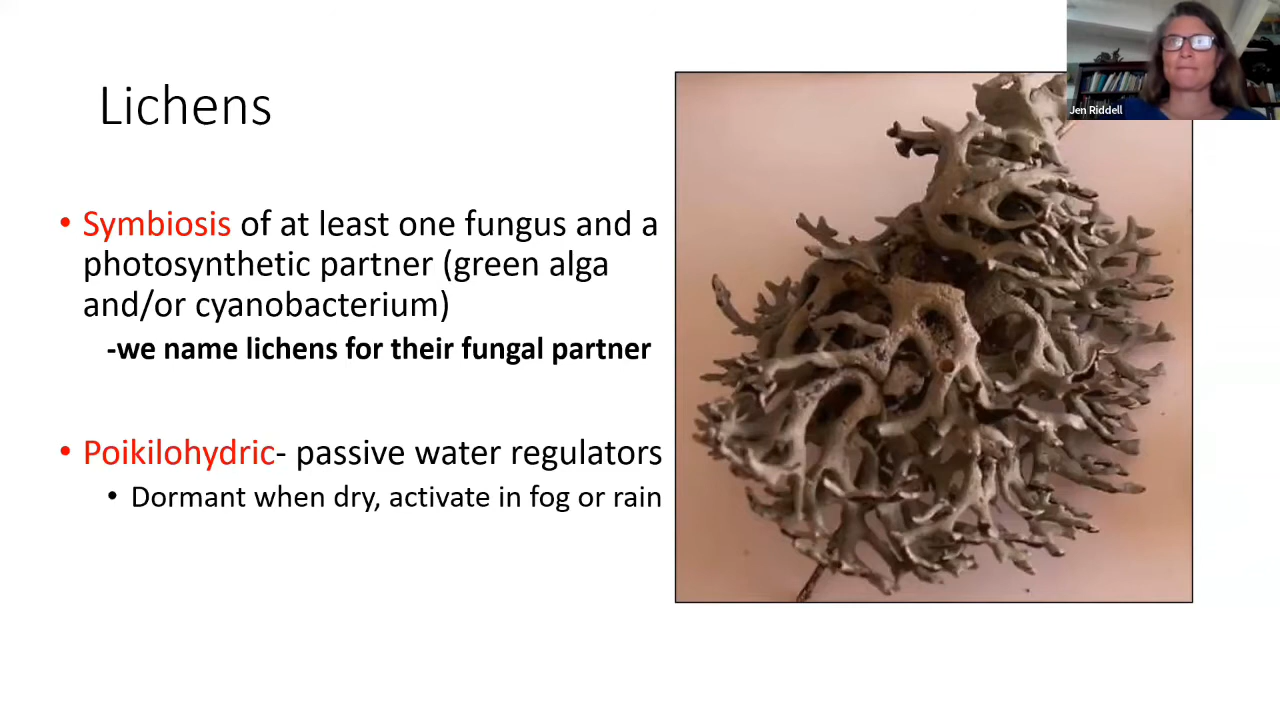 Lichens
Jen Riddell
• Symbiosis of at least one fungus and a
photosynthetic partner (green alga
and/or cyanobacterium)
-we name lichens for their fungal partner
• Poikilohydric- passive water regulators
• Dormant when dry, activate in fog or rain